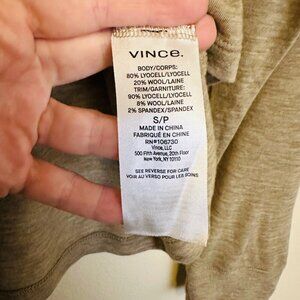 VINCE.
BODY/CORPS:
80% LYOCELL/LYOCELL
20% WOOL/LAINE
TRIM/GARNITURE:
90% LYOCELL/LYOCELL
8% WOOL/LAINE
2% SPANDEX/SPANDEX
S/P
MADE IN CHINA
FABRIQUÉ EN CHINE
RN#106730
Vince, LLC
500 Fifth Avenue, 20th Floor
New York, NY 10110
SEE REVERSE FOR CARE
VOIR AU VERSO POUR LES SOINS